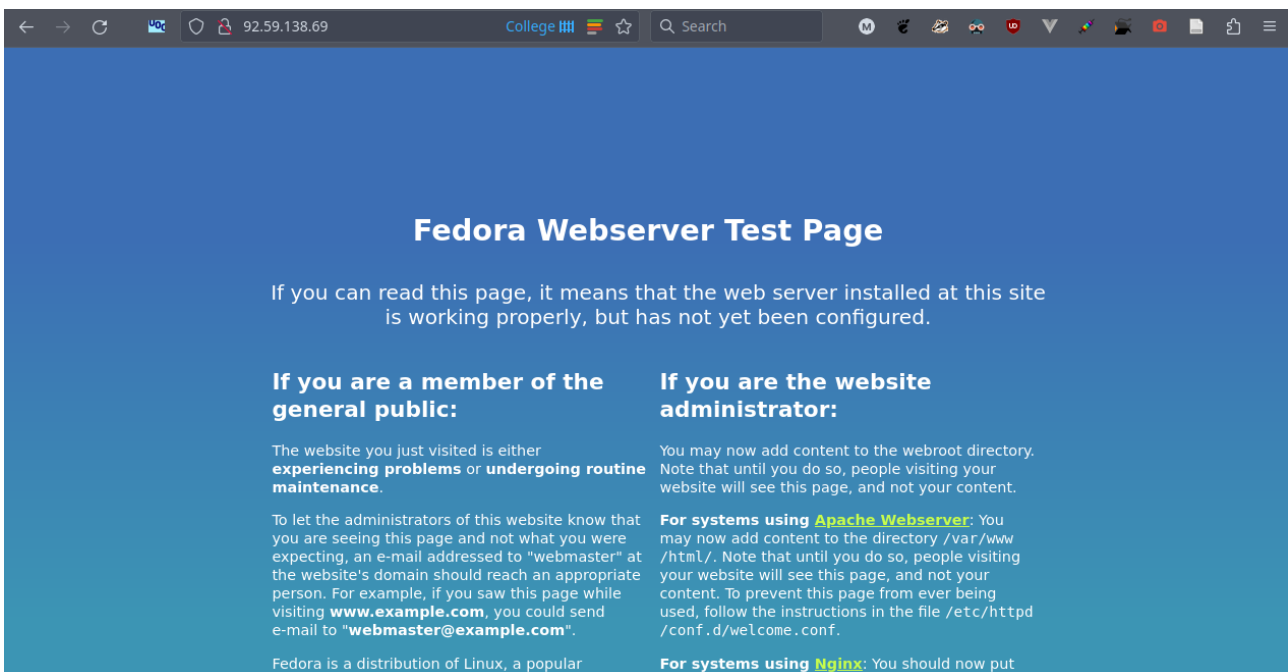 92.59.138.69
College
Search
Fedora Webserver Test Page
If you can read this page, it means that the web server installed at this site
is working properly, but has not yet been configured.
If you are a member of the
general public:
The website you just visited is either
experiencing problems or undergoing routine
maintenance.
To let the administrators of this website know that
you are seeing this page and not what you were
expecting, an e-mail addressed to "webmaster" at
the website's domain should reach an appropriate
person. For example, if you saw this page while
visiting www.example.com, you could send
e-mail to "webmaster@example.com".
Fedora is a distribution of Linux, a popular
If you are the website
administrator:
You may now add content to the webroot directory.
Note that until you do so, people visiting your
website will see this page, and not your content.
For systems using Apache Webserver: You
may now add content to the directory /var/www
/html/. Note that until you do so, people visiting
your website will see this page, and not your
content. To prevent this page from ever being
used, follow the instructions in the file /etc/httpd
/conf.d/welcome.conf.
For systems using Nginx: You should now put